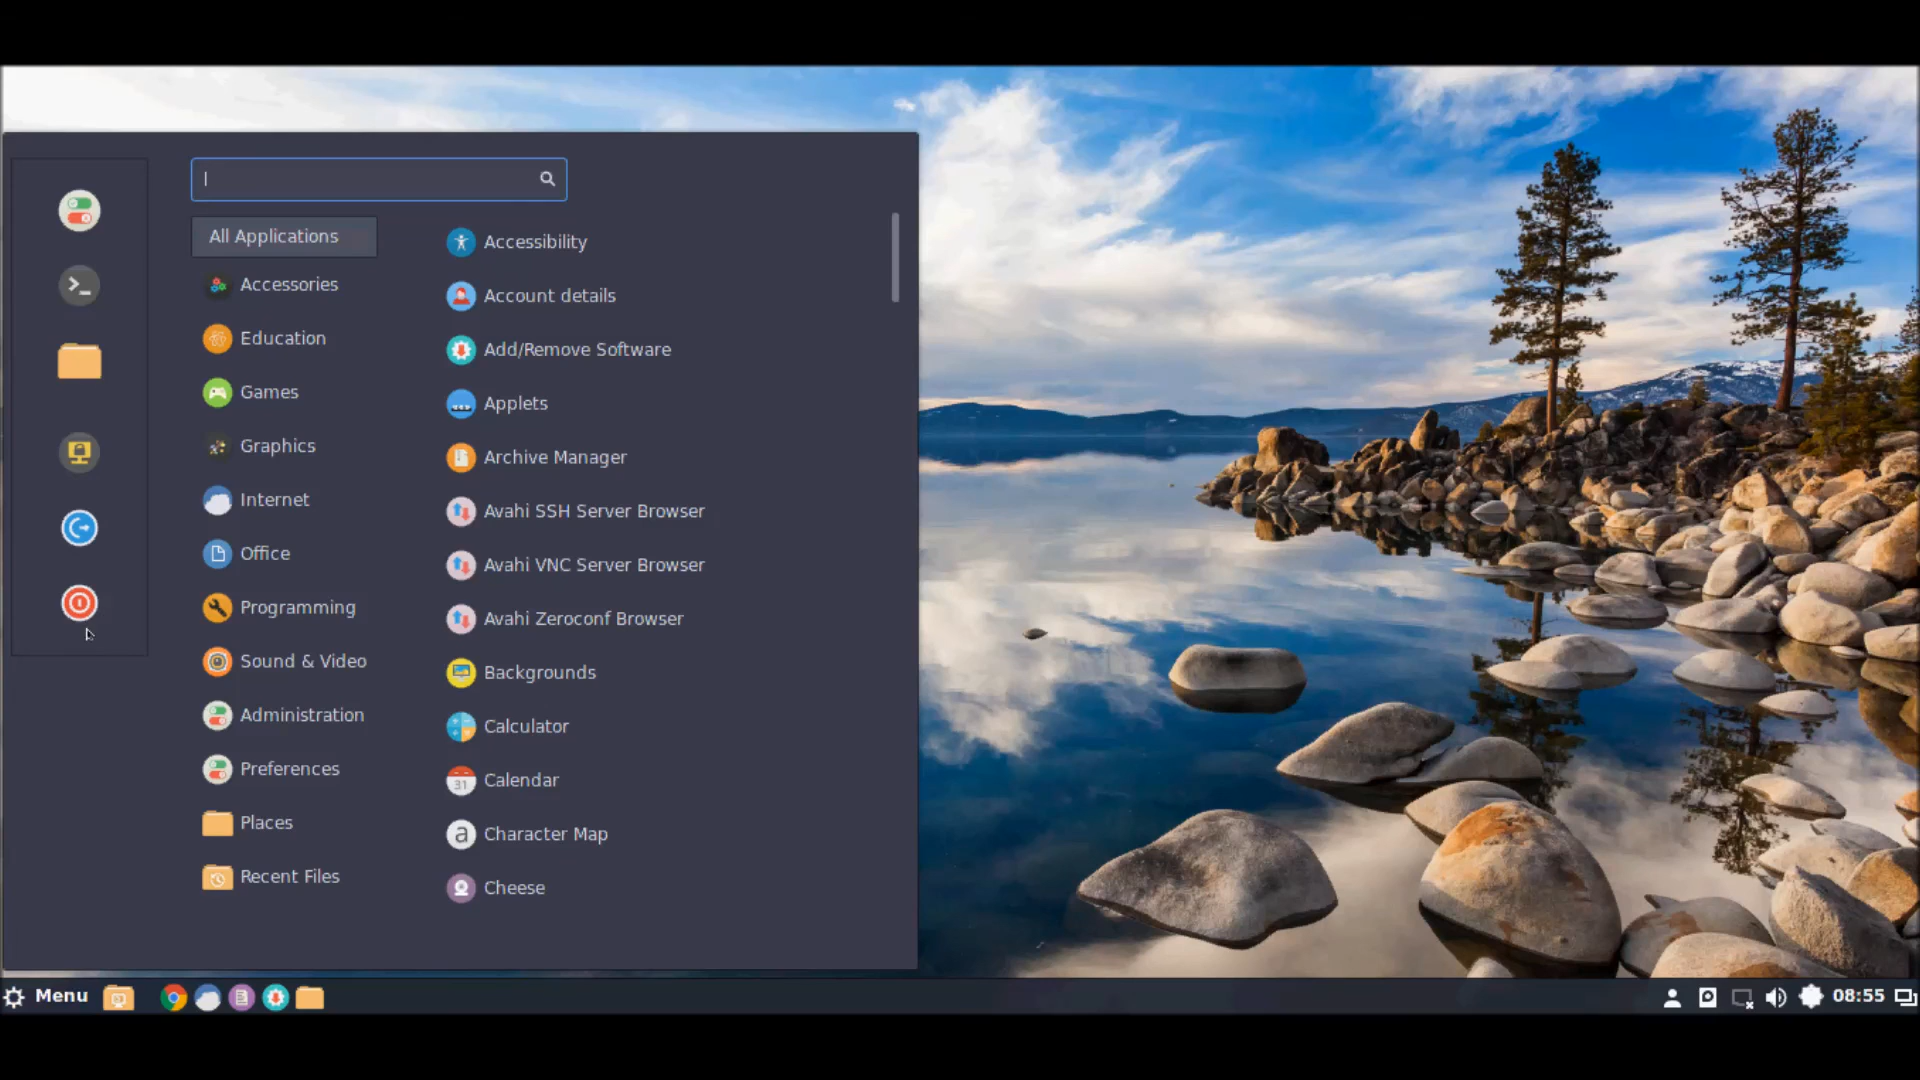 All Applications
Accessories
Education
Games
Graphics
Internet
Office
Programming
Sound & Video
Administration
Preferences
Places
Recent Files
Accessibility
Account details
Add/Remove Software
Applets
Archive Manager
Avahi SSH Server Browser
Avahi VNC Server Browser
Avahi Zeroconf Browser
Backgrounds
Calculator
31
Calendar
a
Character Map
Cheese
Menu
08:55